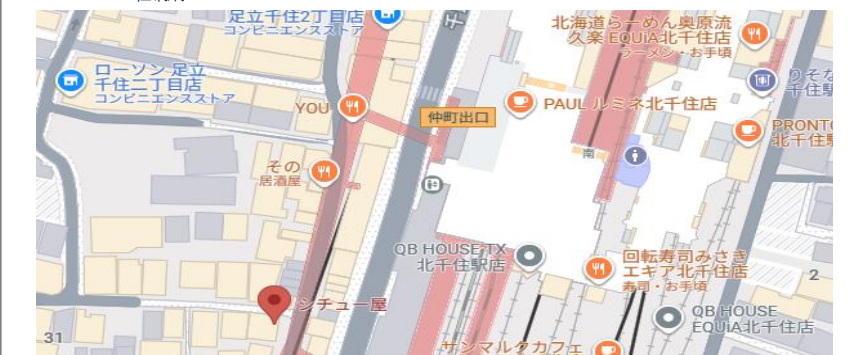 足立千住2丁目店
コンビニエンスストア
北海道らーめん奥原流
久楽 EQUiA北千住店
ラーメン・お手頃
ローソン 足立
千住二丁目店
コンビニエンスストア
りそな
千住
YOU
仲町出口
PAUL ルミネ北千住店
PRONTO
北千住
南
その
居酒屋
QB HOUSE TX
北千住駅店
回転寿司みさき
エキア北千住店
寿司・お手頃
2
シチュー屋
QB HOUSE
EQUiA北千住店
31
サンマルクカフェ